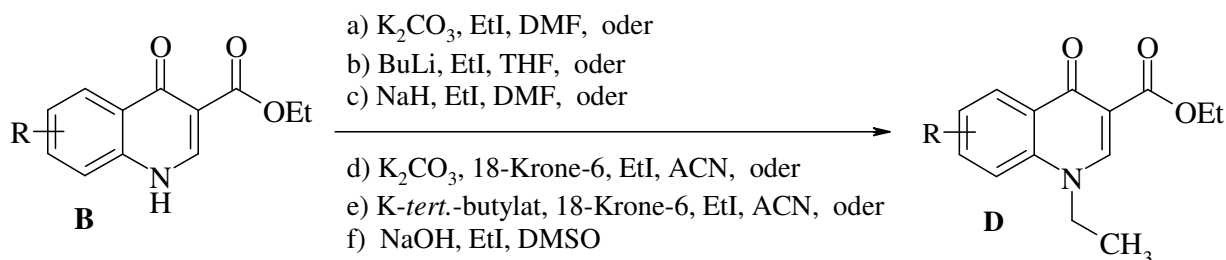 a) K₂CO₃, EtI, DMF, oder
b) BuLi, EtI, THF, oder
c) NaH, EtI, DMF, oder
O O
OEt
R
N
H
B
d) K₂CO₃, 18-Krone-6, EtI, ACN, oder
e) K-tert.-butylat, 18-Krone-6, EtI, ACN, oder
f) NaOH, EtI, DMSO
O O
OEt
R
N
D
CH₃